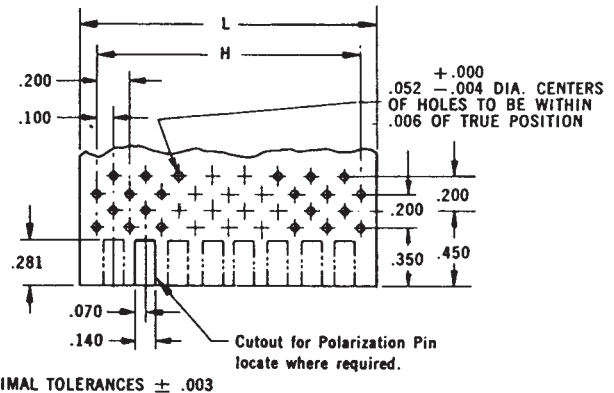 L
H
.200
.100
+.000
.052 -.004 DIA. CENTERS
OF HOLES TO BE WITHIN
.006 OF TRUE POSITION
.200
.200
.281
.350
.450
.070
.140
Cutout for Polarization Pin
locate where required.
IMAL TOLERANCES ± .003